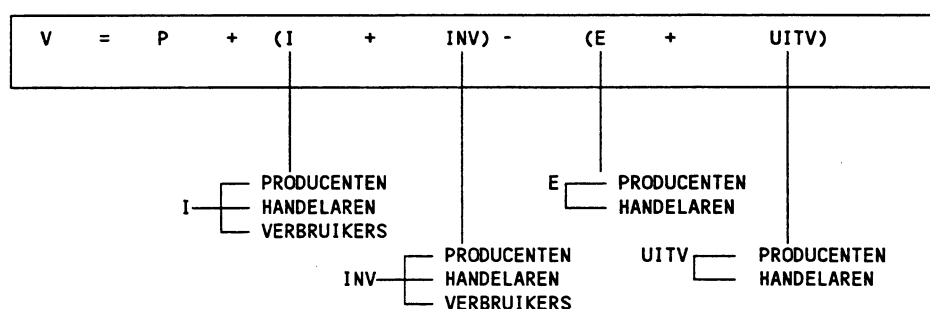 V = P + (I + INV) - (E + UITV)
PRODUCENTEN
I HANDELAREN
VERBRUIKERS
E PRODUCENTEN
HANDELAREN
PRODUCENTEN
INV HANDELAREN
VERBRUIKERS
UITV PRODUCENTEN
HANDELAREN